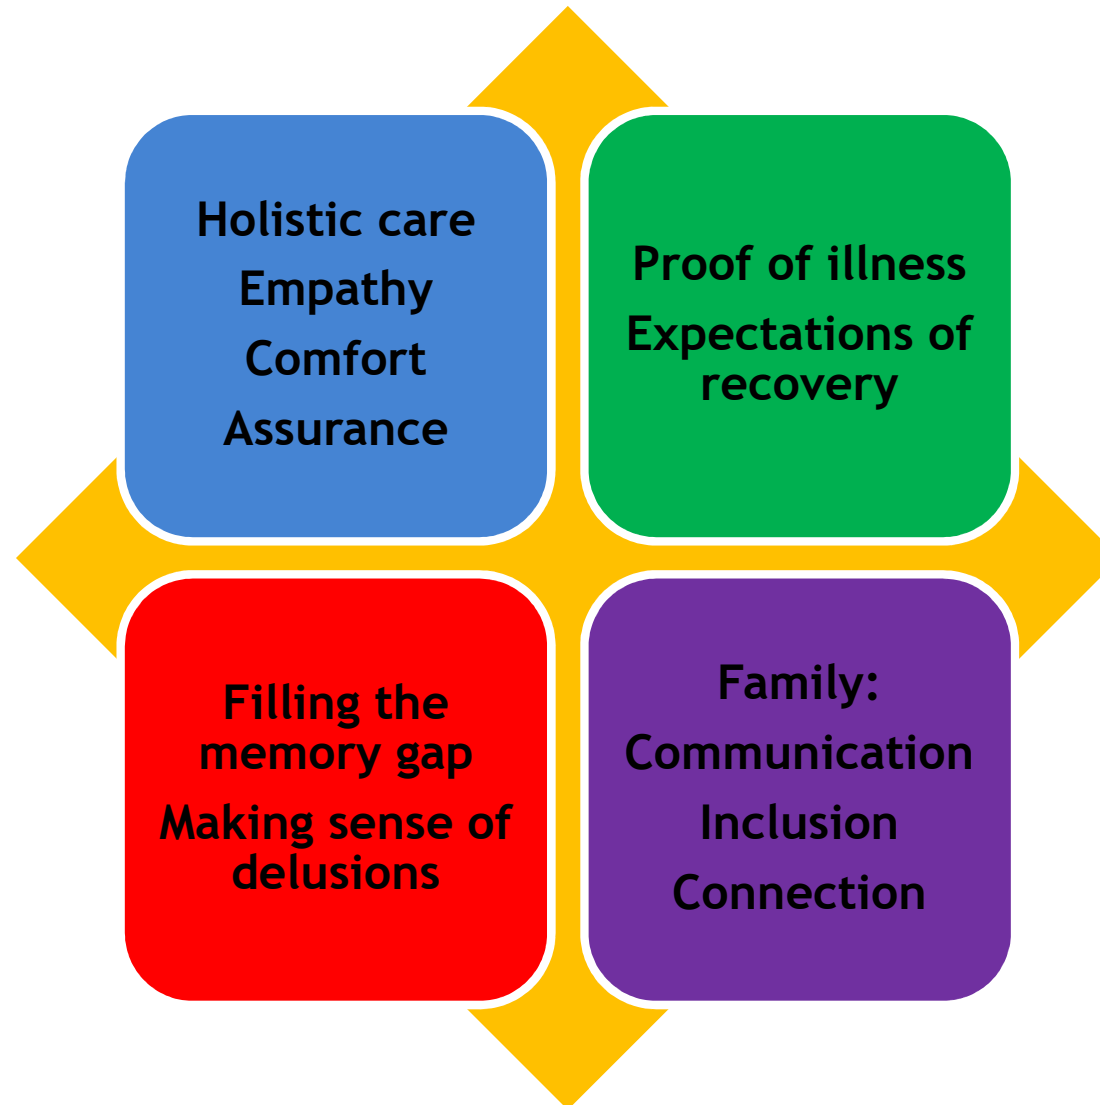 Holistic care
Empathy
Comfort
Assurance
Proof of illness
Expectations of
recovery
Filling the
memory gap
Making sense of
delusions
Family:
Communication
Inclusion
Connection